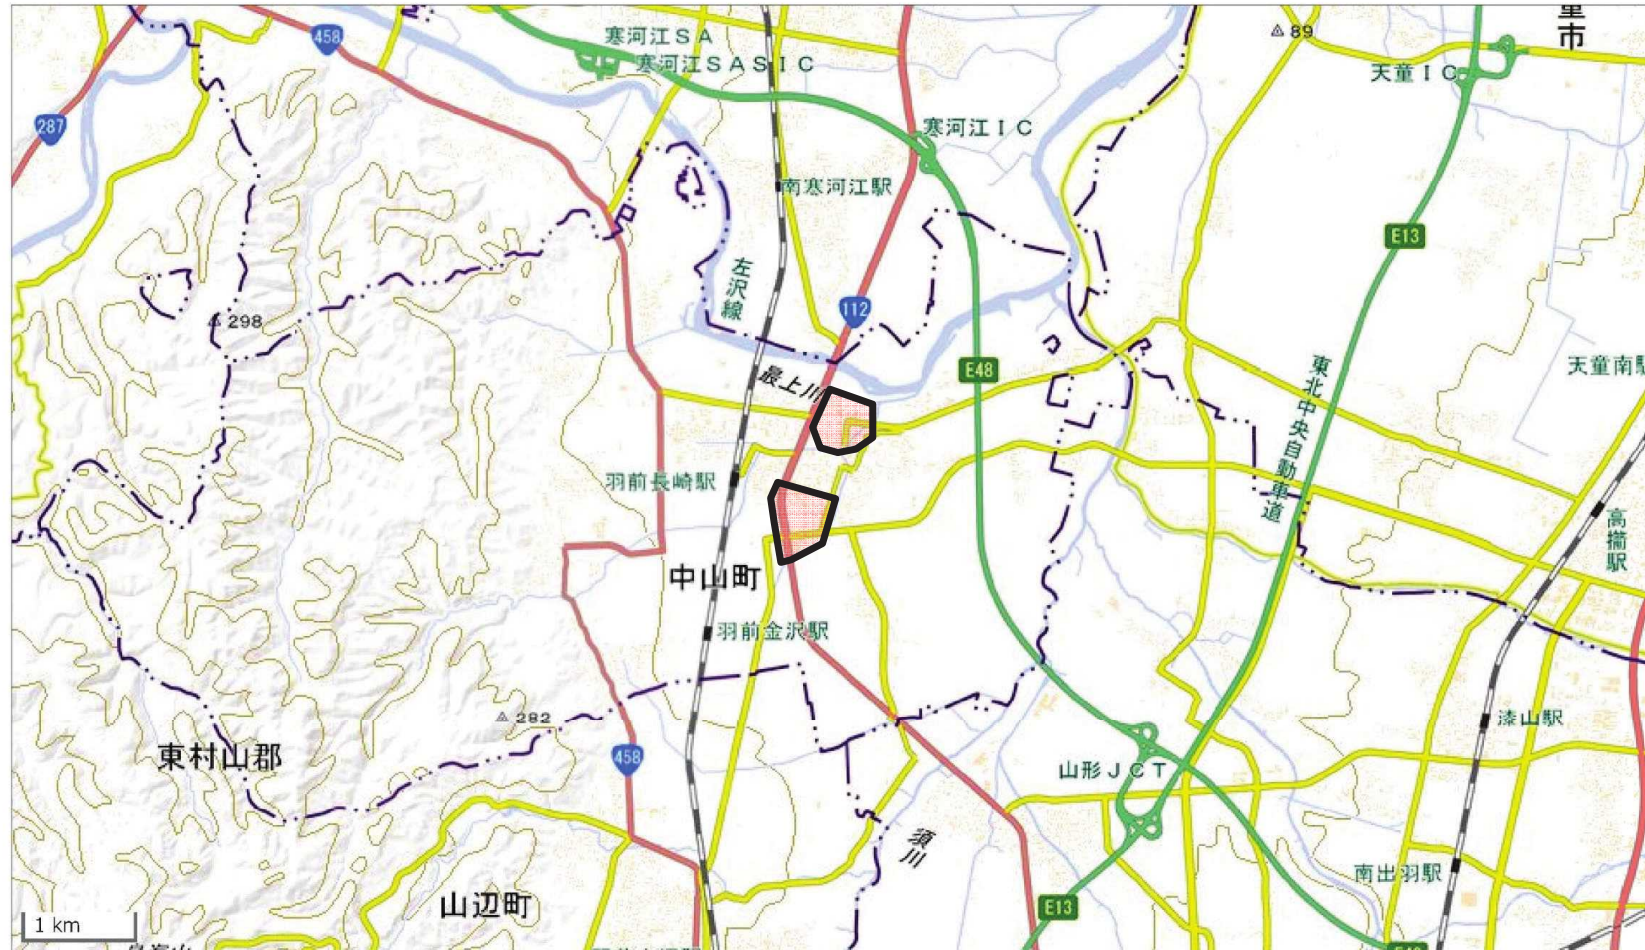 寒河江SA
寒河江SASIC
458
89
童市
天童IC
287
寒河江IC
南寒河江駅
E13
左沢線
298
112
E48
最上川
東北中央自動車道
天童南駅
羽前長崎駅
高擶駅
中山町
羽前金沢駅
282
漆山駅
東村山郡
458
山形JCT
須川
南出羽駅
山辺町
E13
1 km